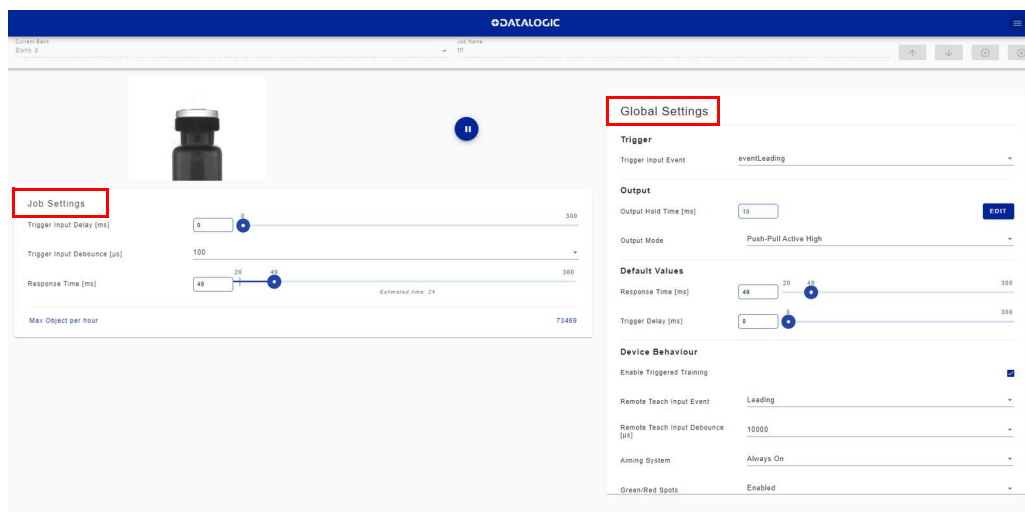 DATALOGIC
Current Bank
Bank 0
Job Name
fff
Job Settings
Trigger Input Delay [ms]
0
0
300
Trigger Input Debounce [µs]
100
Response Time [ms]
49
20
49
300
Estimated time: 24
Max Object per hour
73469
Global Settings
Trigger
Trigger Input Event
eventLeading
Output
Output Hold Time [ms]
10
EDIT
Output Mode
Push-Pull Active High
Default Values
Response Time [ms]
49
20
49
300
Trigger Delay [ms]
0
0
300
Device Behaviour
Enable Triggered Training
Remote Teach Input Event
Leading
Remote Teach Input Debounce
[µs]
10000
Aiming System
Always On
Green/Red Spots
Enabled